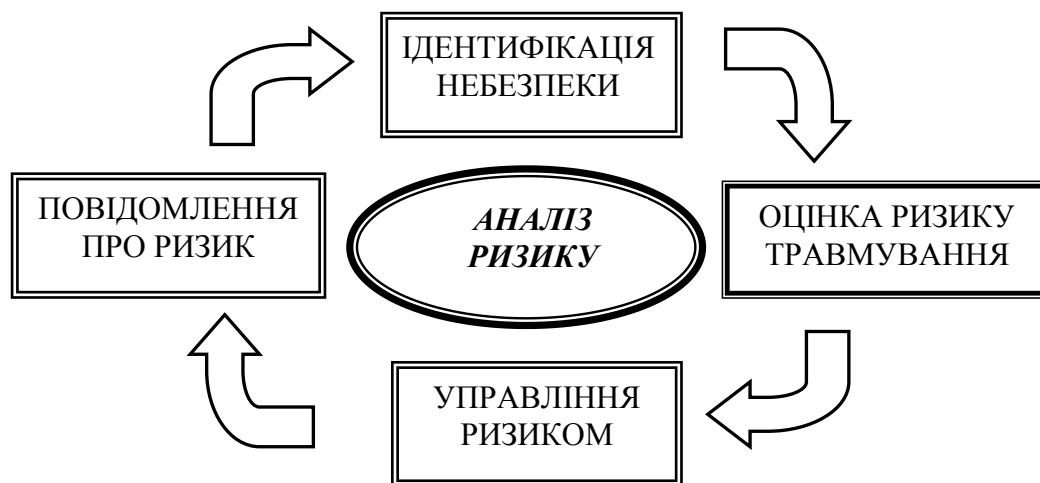 ІДЕНТИФІКАЦІЯ
НЕБЕЗПЕКИ
ПОВІДОМЛЕННЯ
ПРО РИЗИК
АНАЛІЗ
РИЗИКУ
ОЦІНКА РИЗИКУ
ТРАВМУВАННЯ
УПРАВЛІННЯ
РИЗИКОМ